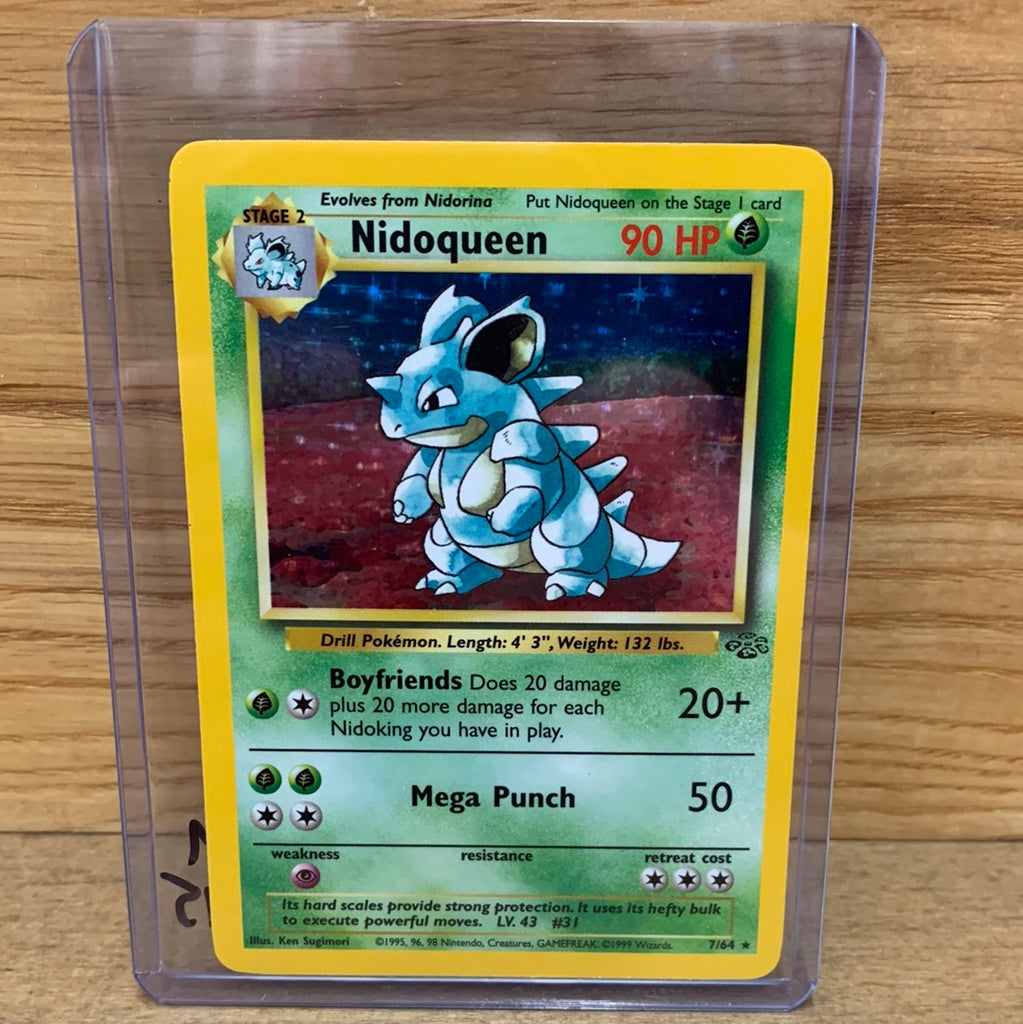 Evolves from Nidorina Put Nidoqueen on the Stage 1 card
STAGE 2
Nidoqueen 90 HP
Drill Pokémon. Length: 4' 3", Weight: 132 lbs.
Boyfriends Does 20 damage
plus 20 more damage for each
Nidoking you have in play.
20+
Mega Punch 50
weakness resistance retreat cost
Its hard scales provide strong protection. It uses its hefty bulk
to execute powerful moves. LV. 43 #31
Illus. Ken Sugimori ©1995, 96, 98 Nintendo, Creatures, GAMEFREAK. ©1999 Wizards. 7/64 ★